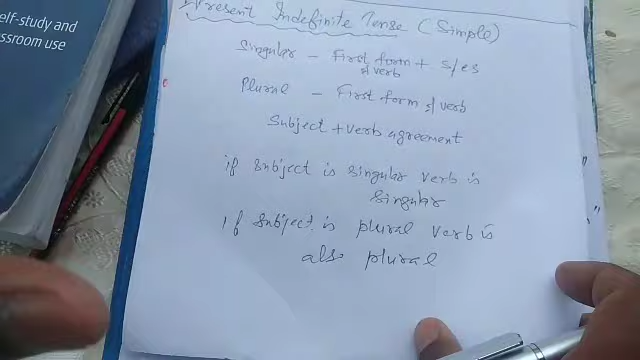 elf-study and
ssroom use
Present Indefinite Tense (Simple)
Singular - First form + s/es
of verb
Plural - First form of verb
Subject + verb agreement
if subject is singular verb is
singular
if subject is plural verb is
also plural